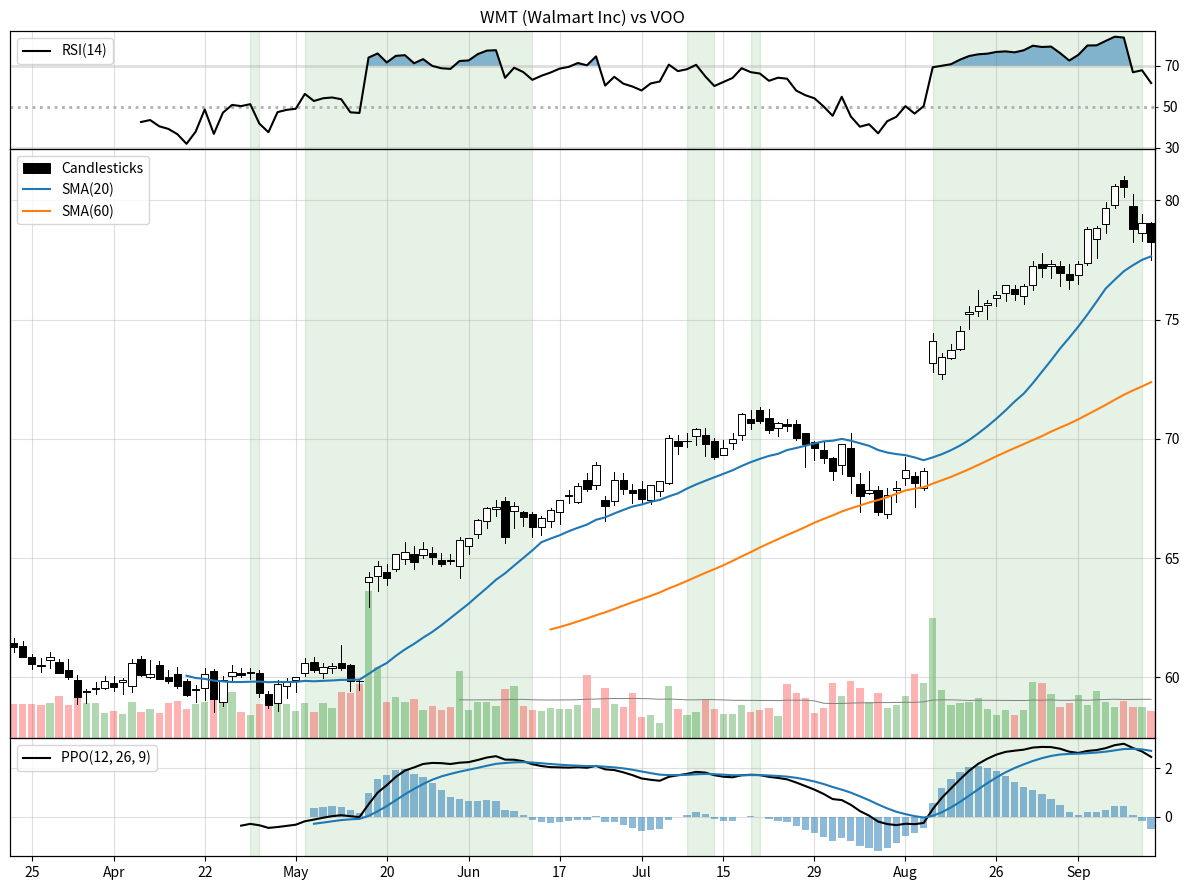 WMT (Walmart Inc) vs VOO
RSI(14)
70
50
30
Candlesticks
SMA(20)
SMA(60)
80
75
70
65
60
PPO(12, 26, 9)
2
0
25 Apr 22 May 20 Jun 17 Jul 15 29 Aug 26 Sep